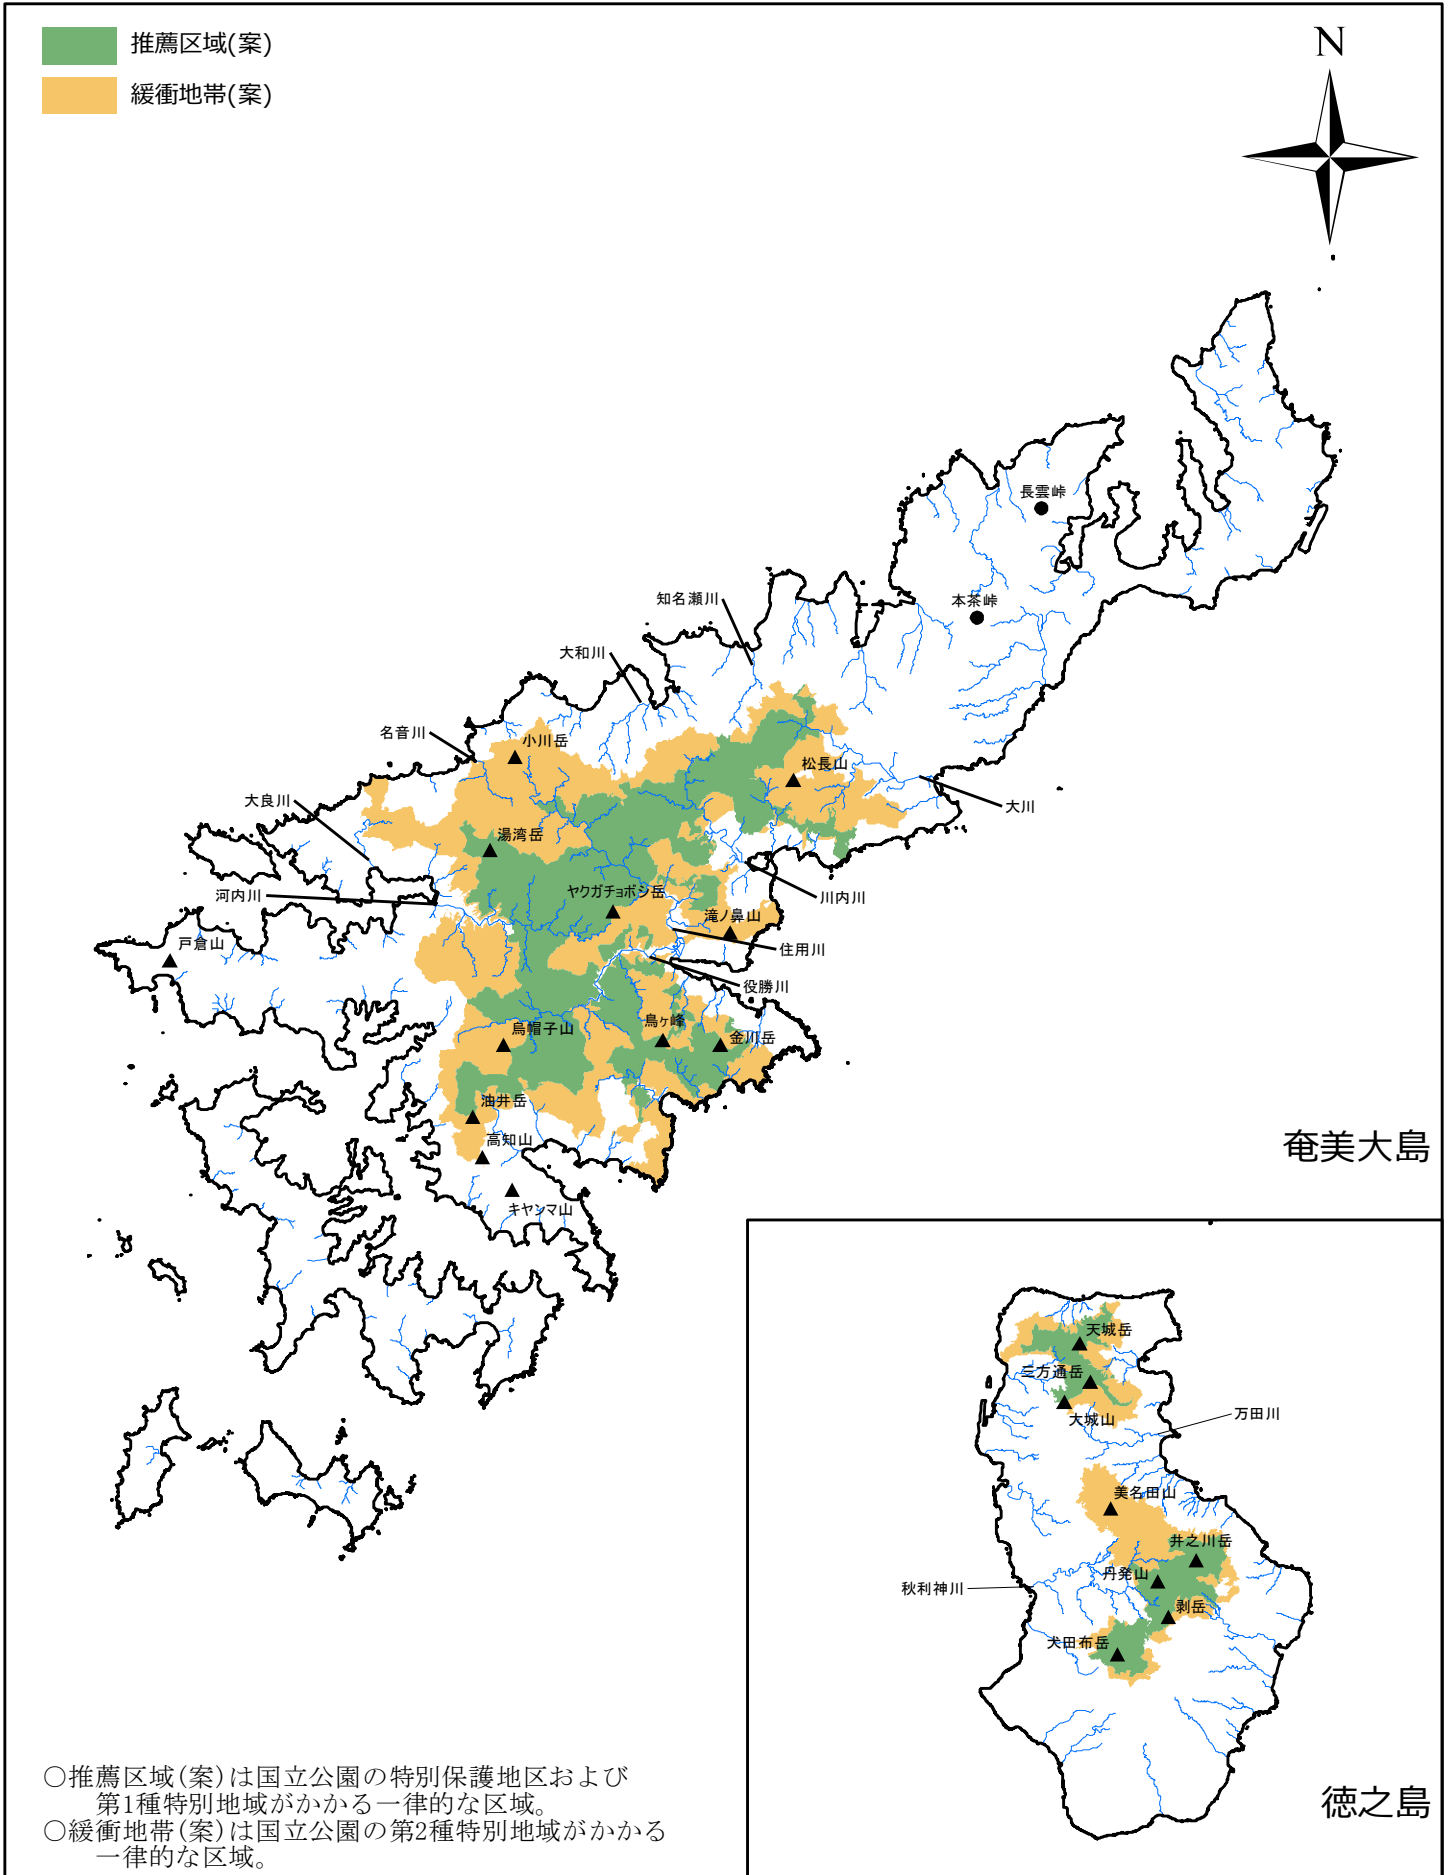 推薦区域(案)
緩衝地帯(案)
N
長雲峠
本茶峠
知名瀬川
大和川
名音川
小川岳
松長山
大川
大良川
湯湾岳
ヤクガチョボシ岳
川内川
河内川
滝ノ鼻山
戸倉山
住用川
役勝川
烏帽子山
鳥ヶ峰
金川岳
油井岳
高知山
キャンマ山
奄美大島
天城岳
三方通岳
大城山
万田川
美名田山
井之川岳
丹発山
秋利神川
剥岳
犬田布岳
徳之島
○推薦区域(案)は国立公園の特別保護地区および
第1種特別地域がかかる一律的な区域。
○緩衝地帯(案)は国立公園の第2種特別地域がかかる
一律的な区域。